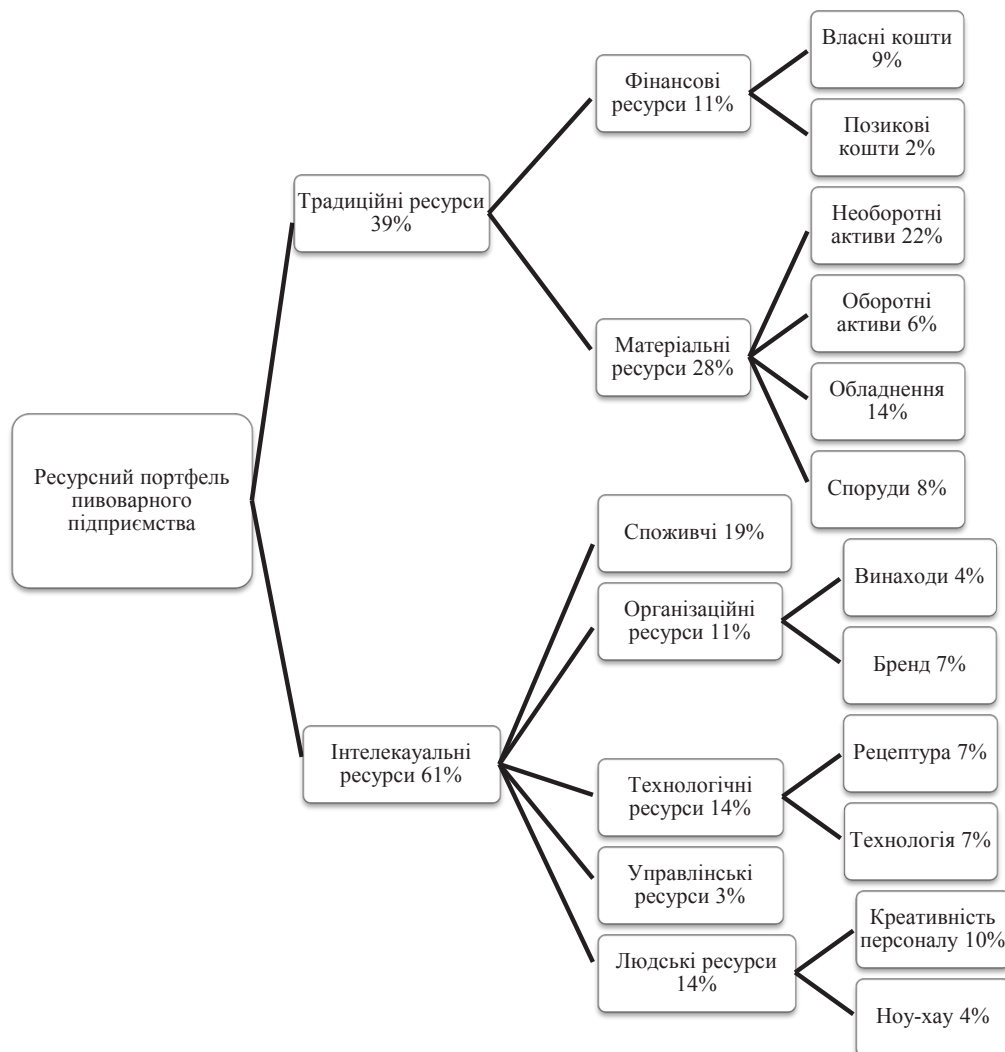 Ресурсний портфель
пивоварного
підприємства
Традиційні ресурси
39%
Фінансові
ресурси 11%
Власні кошти
9%
Позикові
кошти 2%
Матеріальні
ресурси 28%
Необоротні
активи 22%
Оборотні
активи 6%
Обладнення
14%
Споруди 8%
Інтелекауальні
ресурси 61%
Споживчі 19%
Організаційні
ресурси 11%
Винаходи 4%
Бренд 7%
Технологічні
ресурси 14%
Рецептура 7%
Технологія 7%
Управлінські
ресурси 3%
Людські ресурси
14%
Креативність
персоналу 10%
Ноу-хау 4%